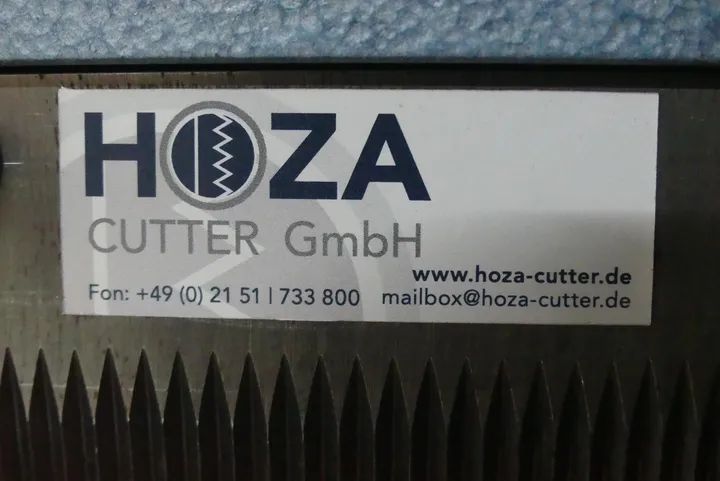 HOZA
CUTTER GmbH
www.hoza-cutter.de
Fon: +49 (0) 21 51 | 733 800 mailbox@hoza-cutter.de